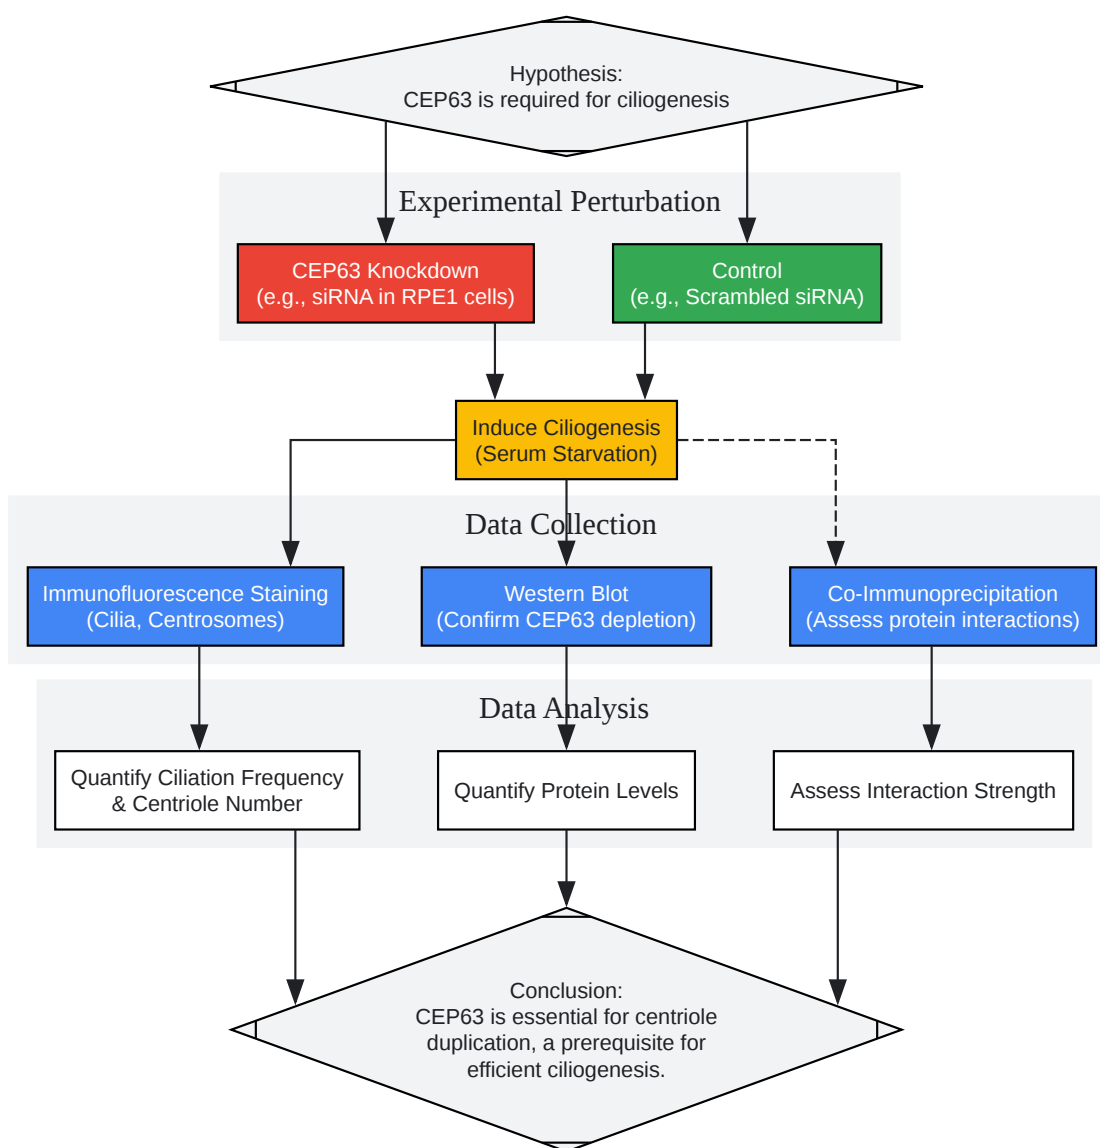 Hypothesis:
CEP63 is required for ciliogenesis
Experimental Perturbation
CEP63 Knockdown
(e.g., siRNA in RPE1 cells)
Control
(e.g., Scrambled siRNA)
Induce Ciliogenesis
(Serum Starvation)
Data Collection
Immunofluorescence Staining
(Cilia, Centrosomes)
Western Blot
(Confirm CEP63 depletion)
Co-Immunoprecipitation
(Assess protein interactions)
Data Analysis
Quantify Ciliation Frequency
& Centriole Number
Quantify Protein Levels
Assess Interaction Strength
Conclusion:
CEP63 is essential for centriole
duplication, a prerequisite for
efficient ciliogenesis.